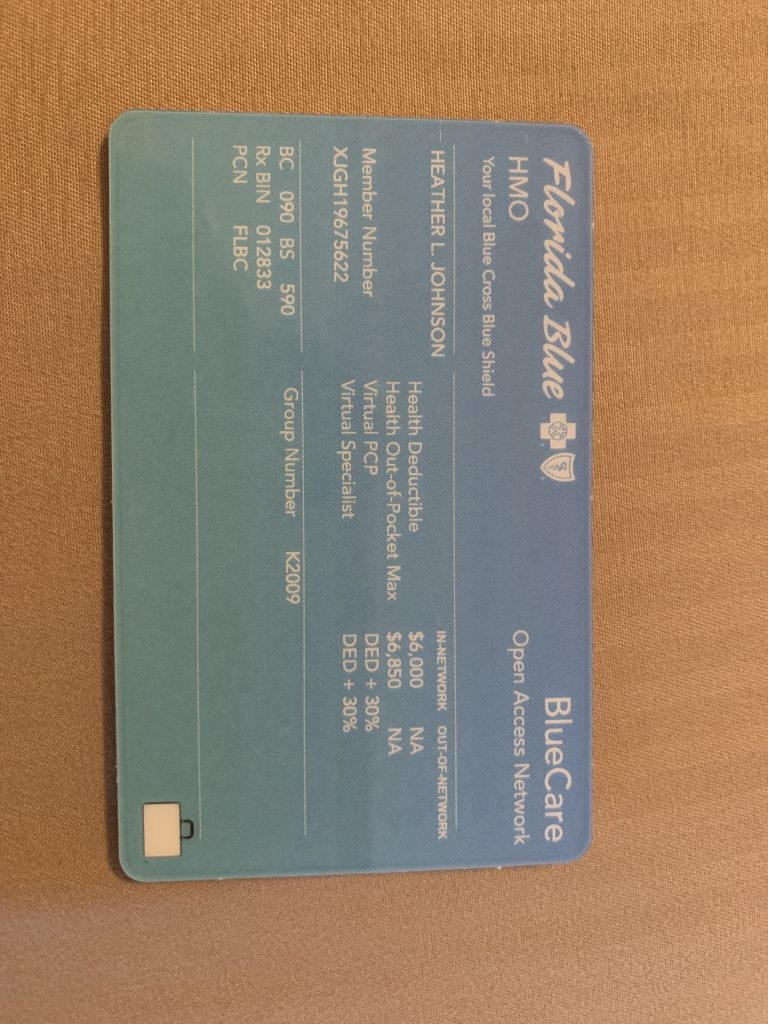 Florida Blue
HMO
Your local Blue Cross Blue Shield
BlueCare
Open Access Network
HEATHER L. JOHNSON
Member Number
XJGH19675622
IN-NETWORK OUT-OF-NETWORK
Health Deductible $6,000 NA
Health Out-of-Pocket Max $6,850 NA
Virtual PCP DED + 30%
Virtual Specialist DED + 30%
BC 090 BS 590
Rx BIN 012833
PCN FLBC
Group Number K2009